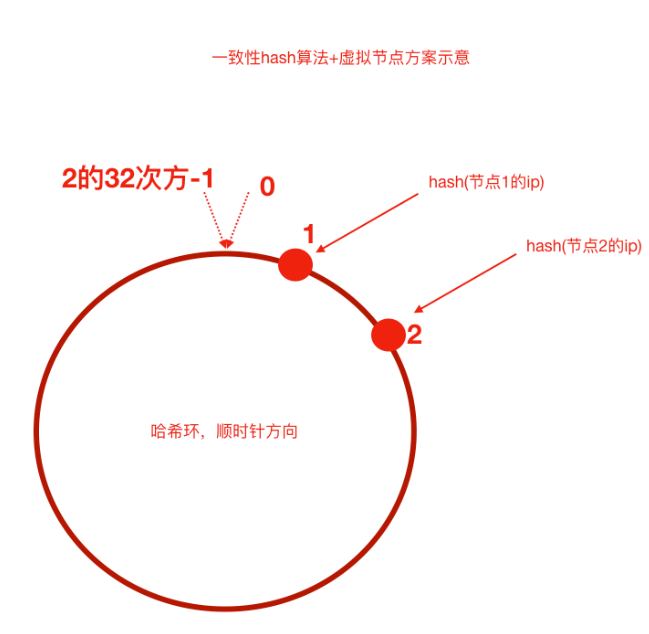 一致性hash算法+虚拟节点方案示意
2的32次方-1
0
hash(节点1的ip)
1
hash(节点2的ip)
2
哈希环，顺时针方向